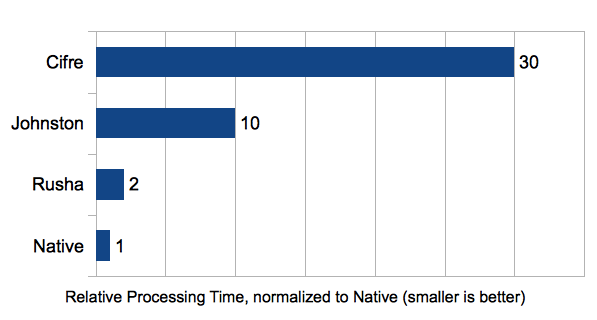 Cifre 30
Johnston 10
Rusha 2
Native 1
Relative Processing Time, normalized to Native (smaller is better)